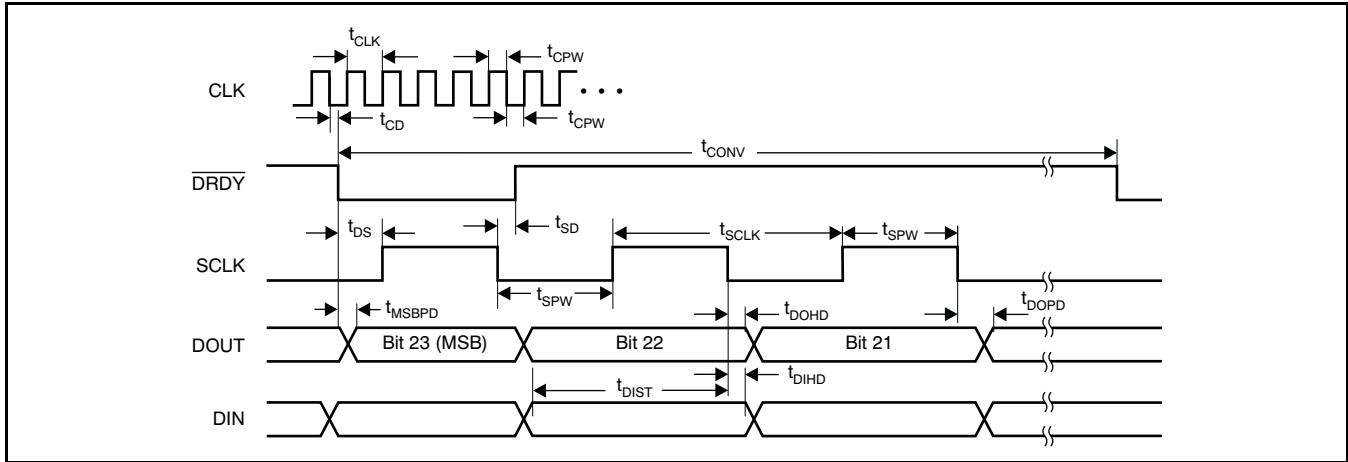 tCLK
tCPW
CLK
• • •
tCD
tCPW
tCONV
DRDY
tDS
tSD
tSCLK
tSPW
SCLK
tSPW
tMSBPD
tDOHD
tDOPD
DOUT
Bit 23 (MSB)
Bit 22
Bit 21
tDIST
tDIHD
DIN